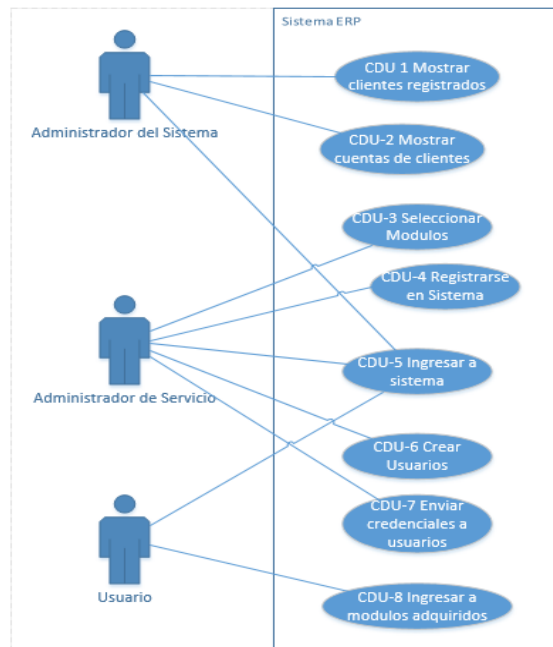 Sistema ERP
CDU 1 Mostrar
clientes registrados
Administrador del Sistema
CDU-2 Mostrar
cuentas de clientes
CDU-3 Seleccionar
Modulos
CDU-4 Registrarse
en Sistema
CDU-5 Ingresar a
sistema
Administrador de Servicio
CDU-6 Crear
Usuarios
CDU-7 Enviar
credenciales a
usuarios
Usuario
CDU-8 Ingresar a
modulos adquiridos